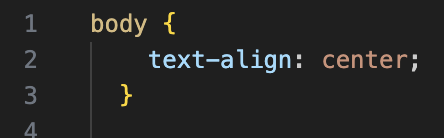 1 body {
2 text-align: center;
3 }
4